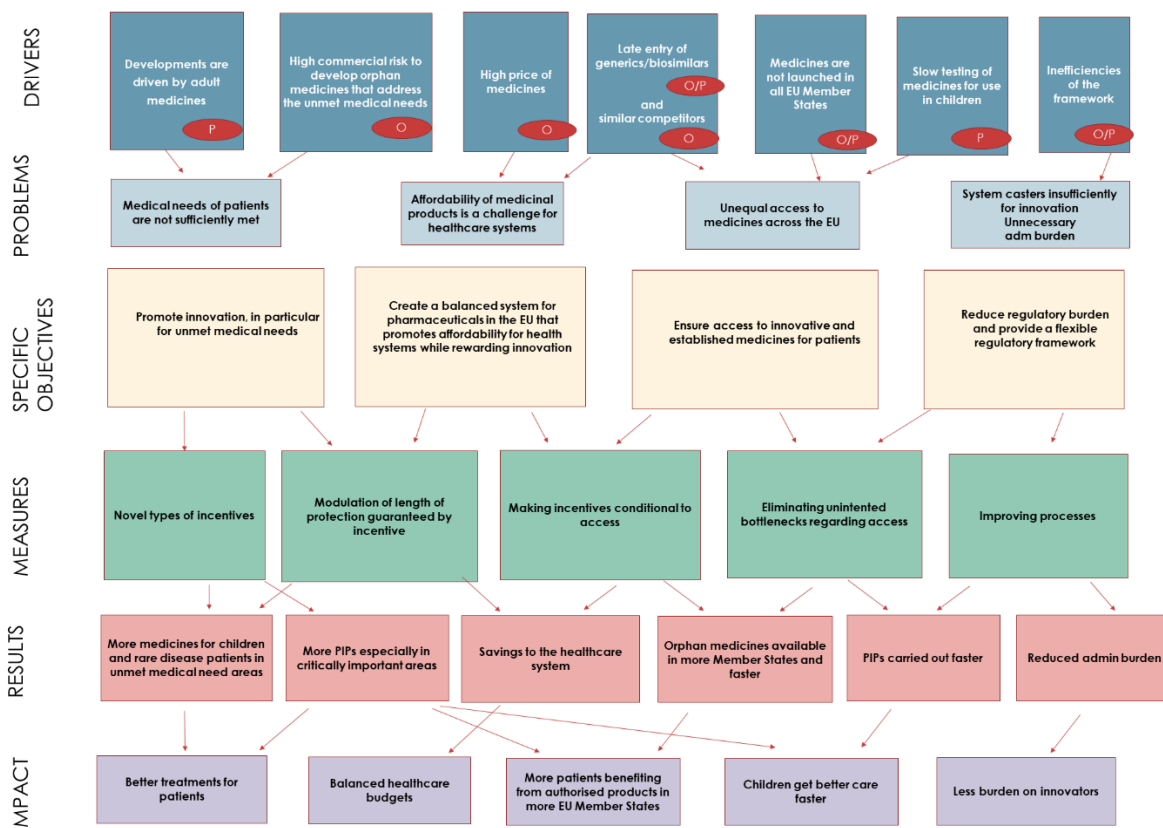 DRIVERS
Developments are
driven by adult
medicines
P
High commercial risk to
develop orphan
medicines that address
the unmet medical needs
O
High price of
medicines
O
Late entry of
generics/biosimilars
O/P
and
similar competitors
O
Medicines are
not launched in
all EU Member
States
O/P
Slow testing of
medicines for use
in children
P
Inefficiencies
of the
framework
O/P
PROBLEMS
Medical needs of patients
are not sufficiently met
Affordability of medicinal
products is a challenge for
healthcare systems
Unequal access to
medicines across the EU
System casters insufficiently
for innovation
Unnecessary
adm burden
SPECIFIC
OBJECTIVES
Promote innovation, in particular
for unmet medical needs
Create a balanced system for
pharmaceuticals in the EU that
promotes affordability for health
systems while rewarding innovation
Ensure access to innovative and
established medicines for patients
Reduce regulatory burden
and provide a flexible
regulatory framework
MEASURES
Novel types of incentives
Modulation of length of
protection guaranteed by
incentive
Making incentives conditional to
access
Eliminating unintented
bottlenecks regarding access
Improving processes
RESULTS
More medicines for children
and rare disease patients in
unmet medical need areas
More PIPs especially in
critically important areas
Savings to the healthcare
system
Orphan medicines available
in more Member States and
faster
PIPs carried out faster
Reduced admin burden
MPACT
Better treatments for
patients
Balanced healthcare
budgets
More patients benefiting
from authorised products in
more EU Member States
Children get better care
faster
Less burden on innovators